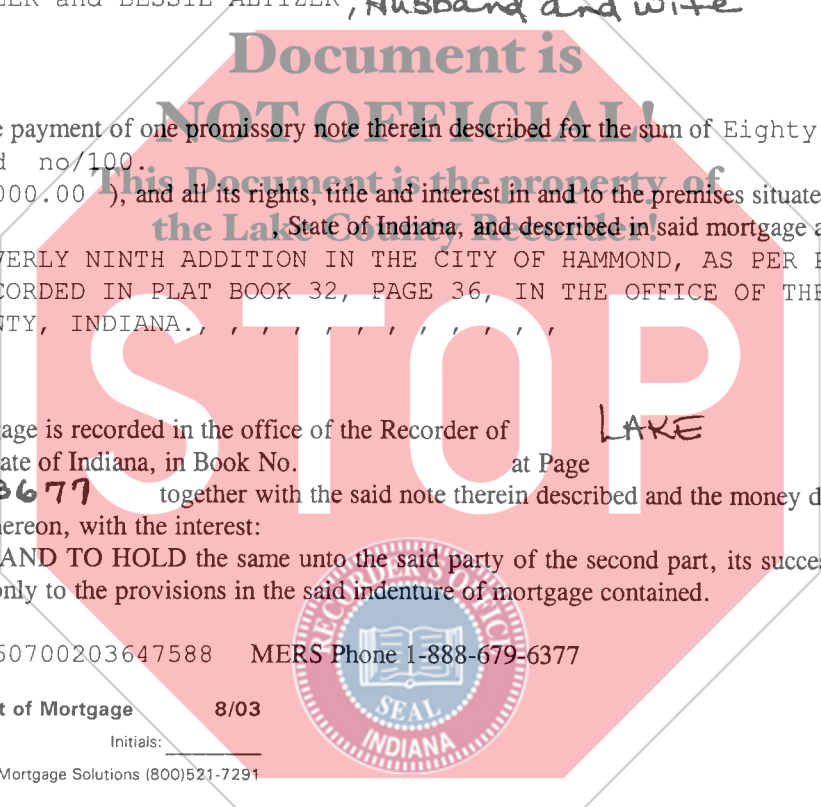 LER and BESSIE ALTIZER, Husband and wife
Document is
NOT OFFICIAL!
e payment of one promissory note therein described for the sum of Eighty
d no/100.
000.00 ), and all its rights, title and interest in and to the premises situate
This Document is the property of
, State of Indiana, and described in said mortgage a
the Lake County Recorder!
VERLY NINTH ADDITION IN THE CITY OF HAMMOND, AS PER
CORDED IN PLAT BOOK 32, PAGE 36, IN THE OFFICE OF THE
NTY, INDIANA., , , , , , , , , , , ,
STOP
age is recorded in the office of the Recorder of LAKE
ate of Indiana, in Book No. at Page
3677 together with the said note therein described and the money d
hereon, with the interest:
AND TO HOLD the same unto the said party of the second part, its succe
only to the provisions in the said indenture of mortgage contained.
RECORDER'S OFFICE
60700203647588 MERS Phone 1-888-679-6377
SEAL
INDIANA
t of Mortgage 8/03
Initials:
Mortgage Solutions (800)521-7291